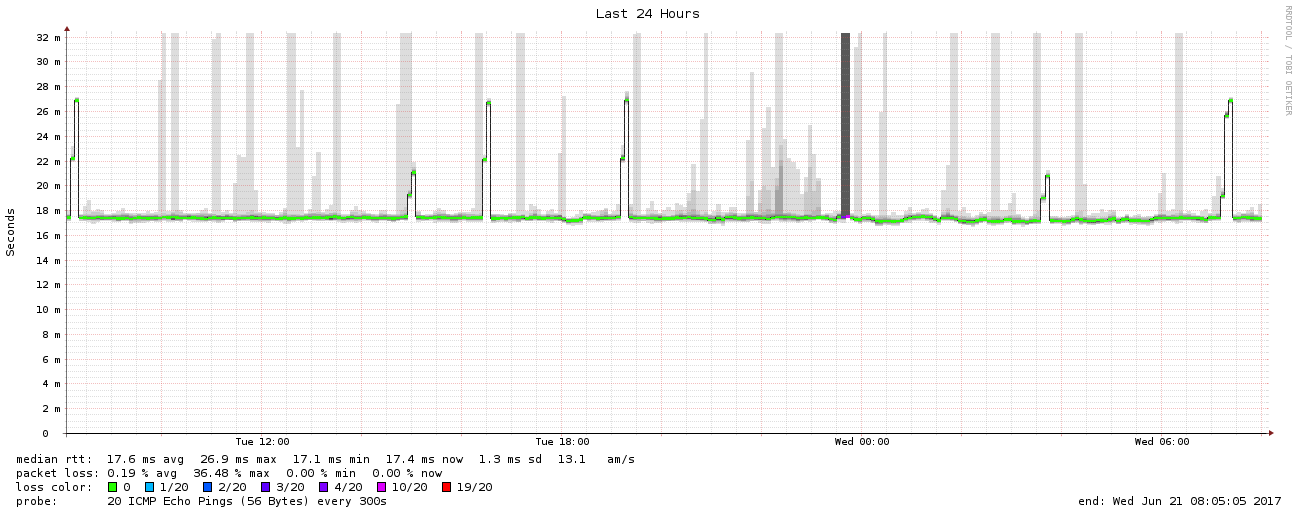 Last 24 Hours
RRDTOOL / TOBI OETIKER
Seconds
32 m
30 m
28 m
26 m
24 m
22 m
20 m
18 m
16 m
14 m
12 m
10 m
8 m
6 m
4 m
2 m
0
Tue 12:00 Tue 18:00 Wed 00:00 Wed 06:00
median rtt: 17.6 ms avg 26.9 ms max 17.1 ms min 17.4 ms now 1.3 ms sd 13.1 am/s
packet loss: 0.19 % avg 36.48 % max 0.00 % min 0.00 % now
loss color: 0 1/20 2/20 3/20 4/20 10/20 19/20
probe: 20 ICMP Echo Pings (56 Bytes) every 300s end: Wed Jun 21 08:05:05 2017